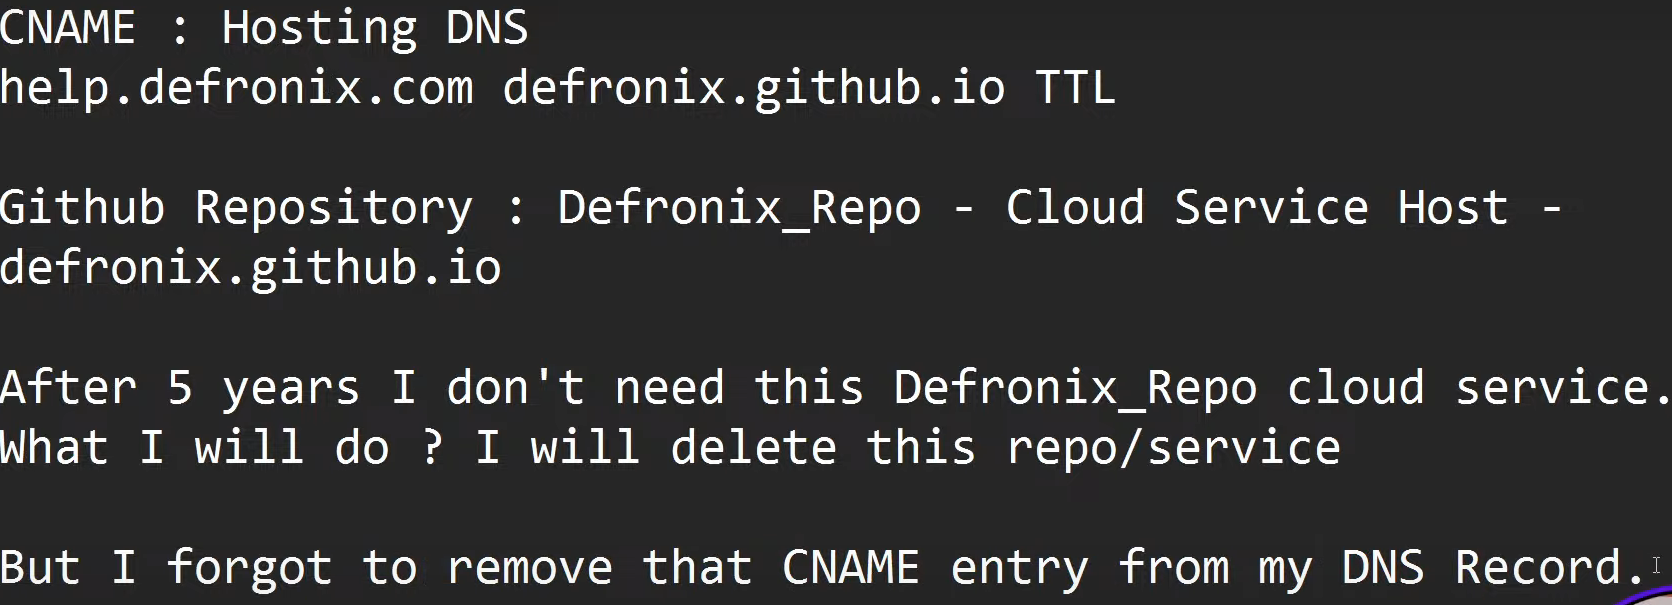 CNAME : Hosting DNS
help.defronix.com defronix.github.io TTL
Github Repository : Defronix_Repo - Cloud Service Host -
defronix.github.io
After 5 years I don't need this Defronix_Repo cloud service.
What I will do ? I will delete this repo/service
But I forgot to remove that CNAME entry from my DNS Record.